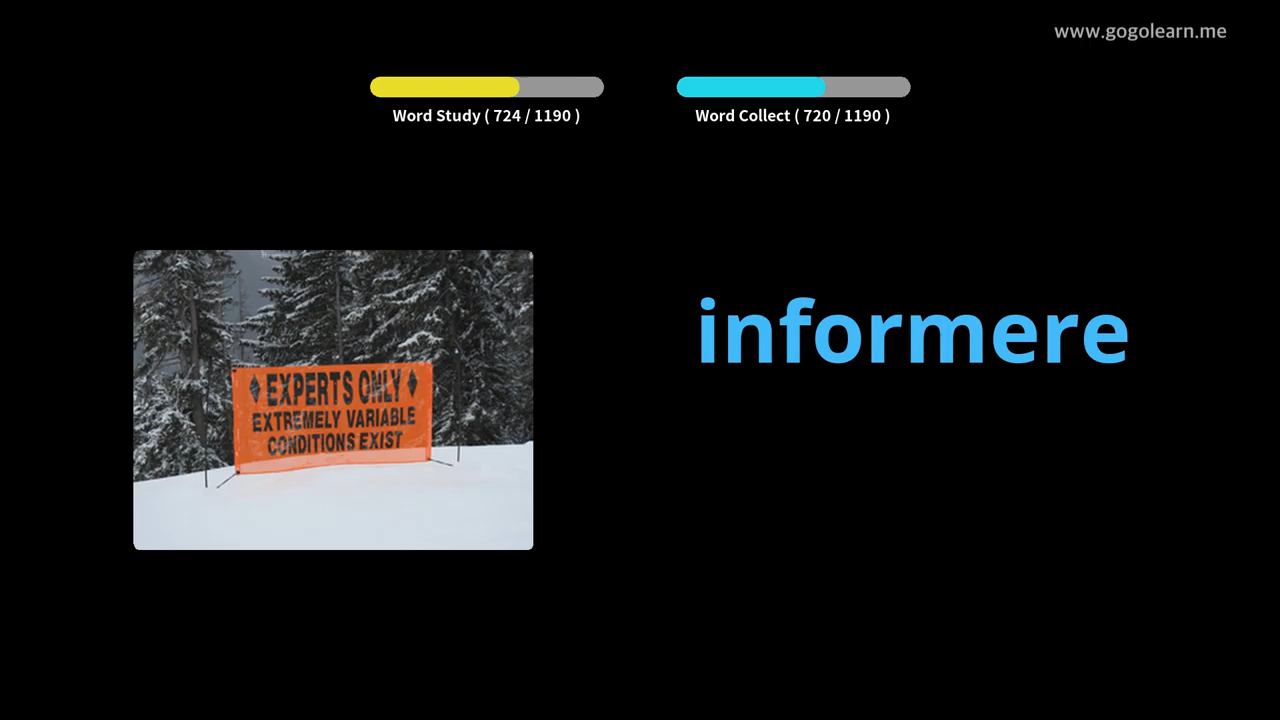 www.gogolearn.me
Word Study ( 724 / 1190 )
Word Collect ( 720 / 1190 )
informere
EXPERTS ONLY
EXTREMELY VARIABLE
CONDITIONS EXIST